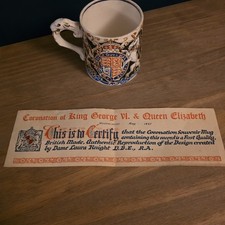 Coronation of King George VI. & Queen Elizabeth
May 1937
This is to Certify that the Coronation Souvenir Mug
containing this record is a First Quality,
British Made, Authentic Reproduction of the Design created
by Dame Laura Knight D.B.E., R.A.